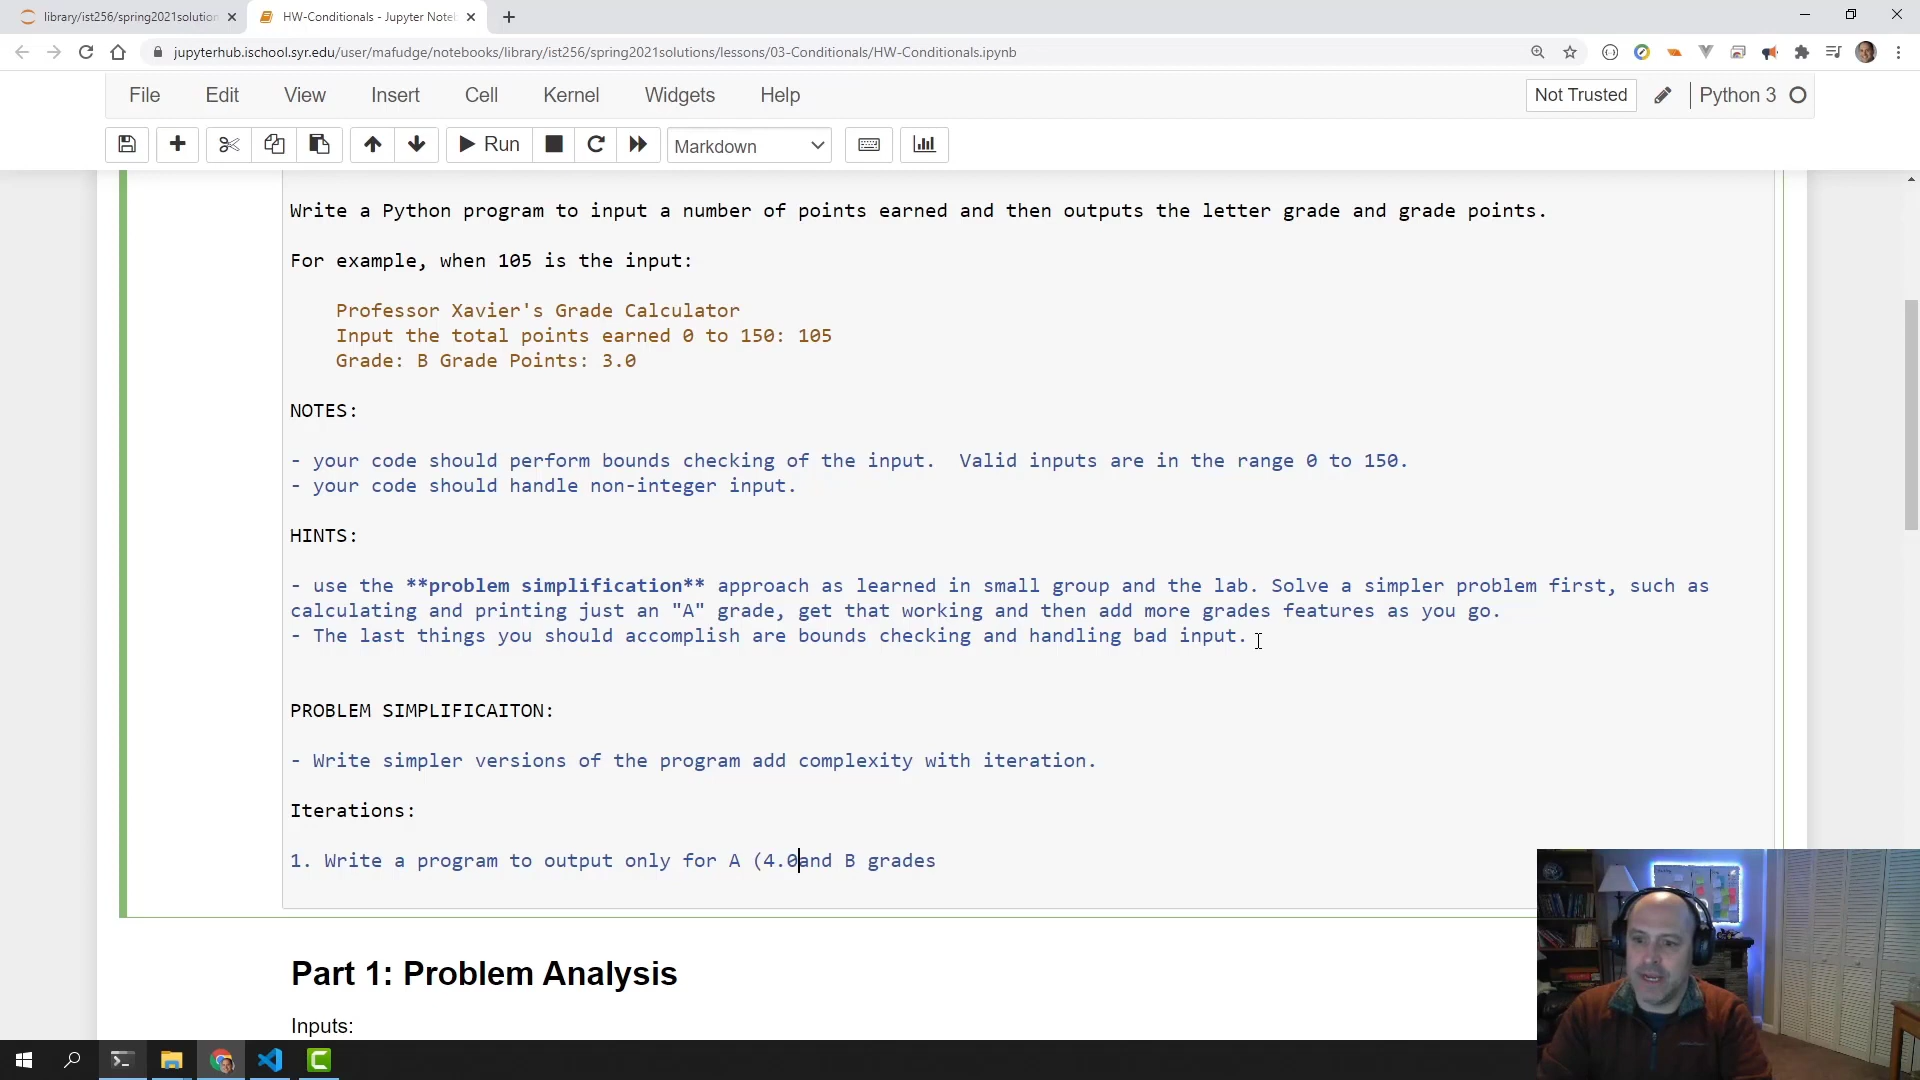 library/ist256/spring2021solution
HW-Conditionals - Jupyter Noteb
jupyterhub.ischool.syr.edu/user/mafudge/notebooks/library/ist256/spring2021solutions/lessons/03-Conditionals/HW-Conditionals.ipynb
File Edit View Insert Cell Kernel Widgets Help Not Trusted Python 3
Run Markdown
Write a Python program to input a number of points earned and then outputs the letter grade and grade points.
For example, when 105 is the input:
Professor Xavier's Grade Calculator
Input the total points earned 0 to 150: 105
Grade: B Grade Points: 3.0
NOTES:
- your code should perform bounds checking of the input.  Valid inputs are in the range 0 to 150.
- your code should handle non-integer input.
HINTS:
- use the **problem simplification** approach as learned in small group and the lab. Solve a simpler problem first, such as
calculating and printing just an "A" grade, get that working and then add more grades features as you go.
- The last things you should accomplish are bounds checking and handling bad input.
PROBLEM SIMPLIFICAITON:
- Write simpler versions of the program add complexity with iteration.
Iterations:
1. Write a program to output only for A (4.0and B grades
Part 1: Problem Analysis
Inputs: